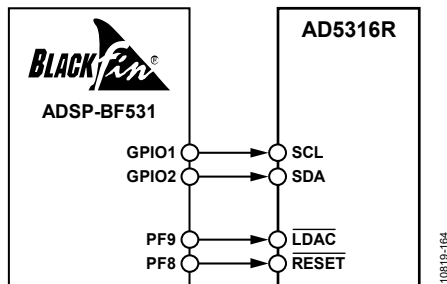 AD5316R
BLACKfin®
ADSP-BF531
GPIO1 SCL
GPIO2 SDA
PF9 LDAC
PF8 RESET
10819-164